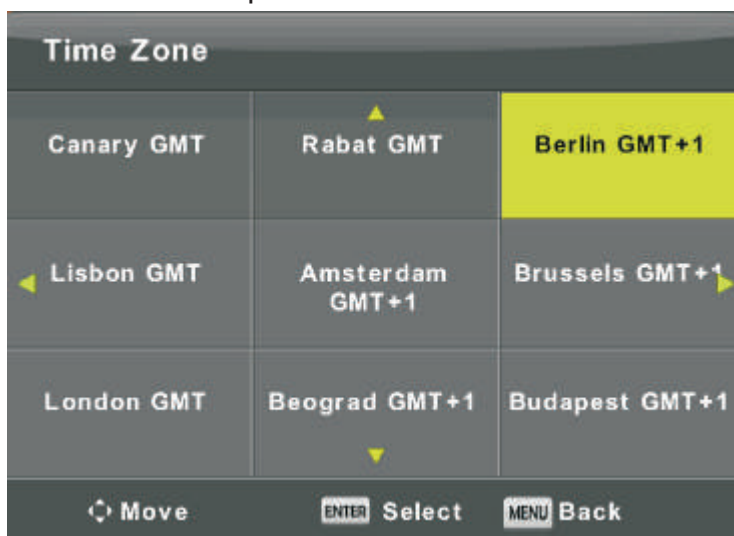 Time Zone
Canary GMT
Rabat GMT
Berlin GMT+1
Lisbon GMT
Amsterdam
GMT+1
Brussels GMT+1
London GMT
Beograd GMT+1
Budapest GMT+1
Move
ENTER Select
MENU Back